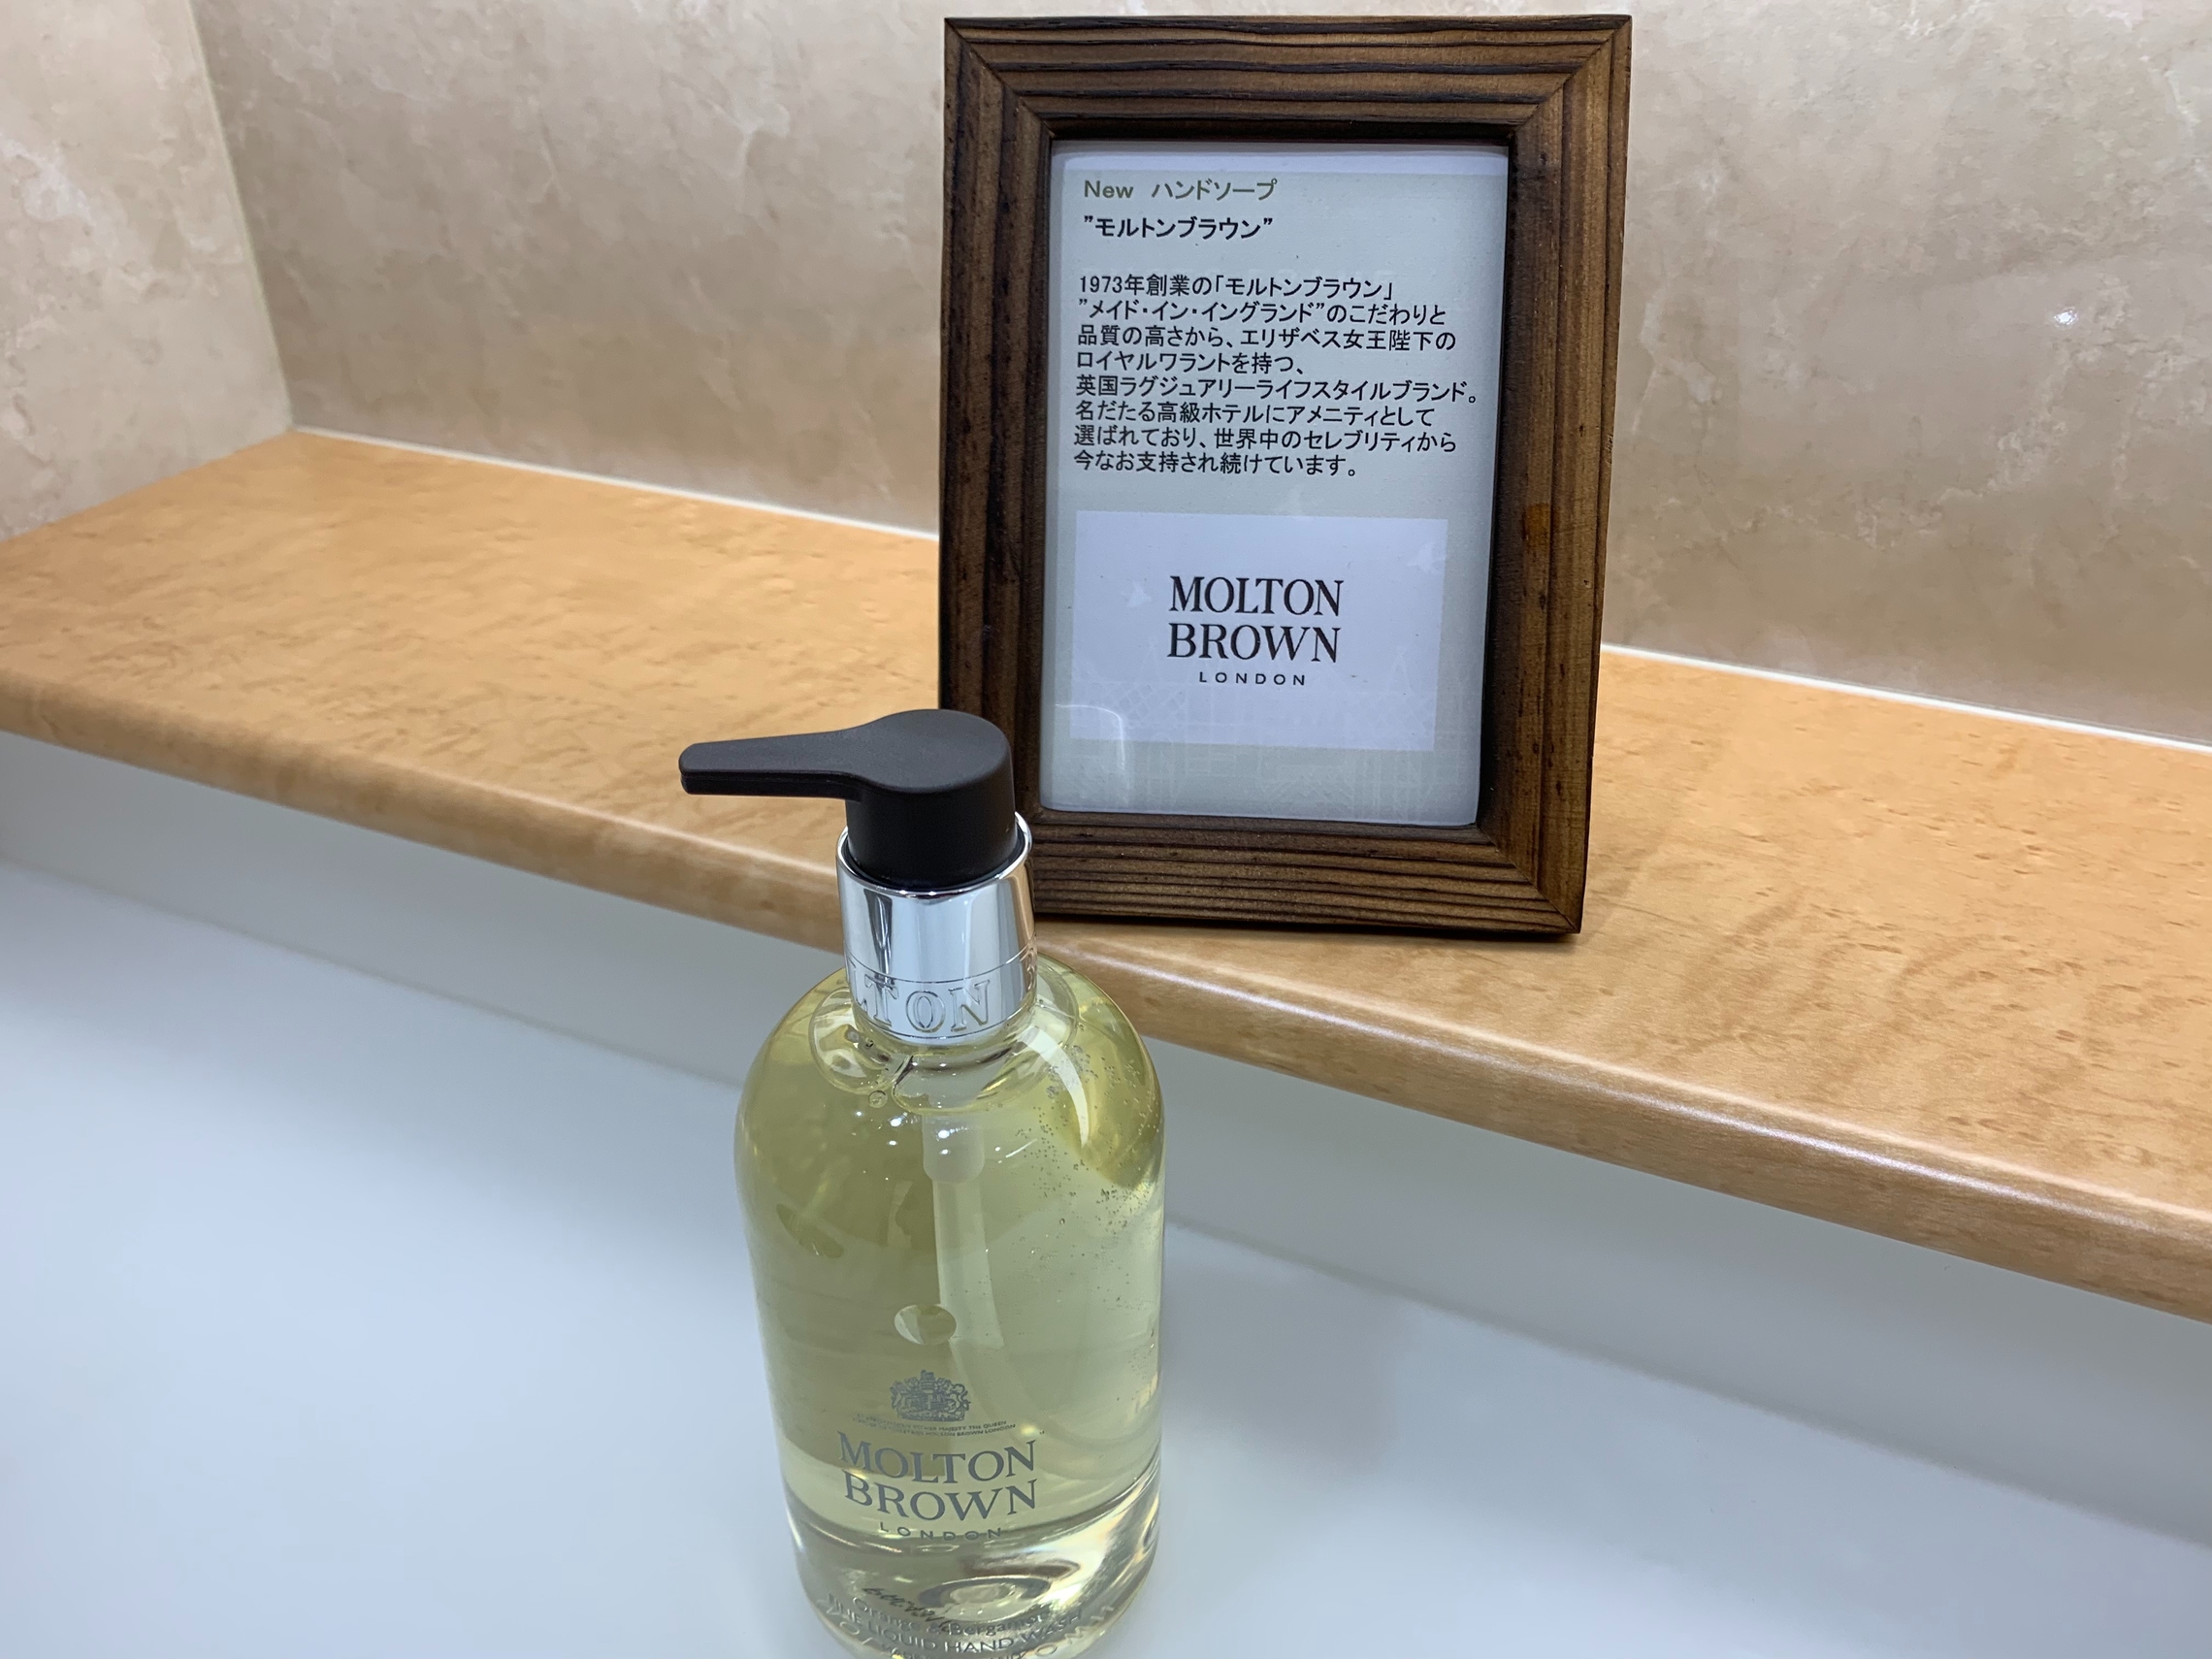 New ハンドソープ
”モルトンブラウン”
1973年創業の「モルトンブラウン」
”メイド・イン・イングランド”のこだわりと
品質の高さから、エリザベス女王陛下の
ロイヤルワラントを持つ、
英国ラグジュアリーライフスタイルブランド。
名だたる高級ホテルにアメニティとして
選ばれており、世界中のセレブリティから
今なお支持され続けています。
MOLTON
BROWN
LONDON
LTON
MOLTON
BROWN
LONDON
Orange & Bergamot
FINE LIQUID HAND WASH